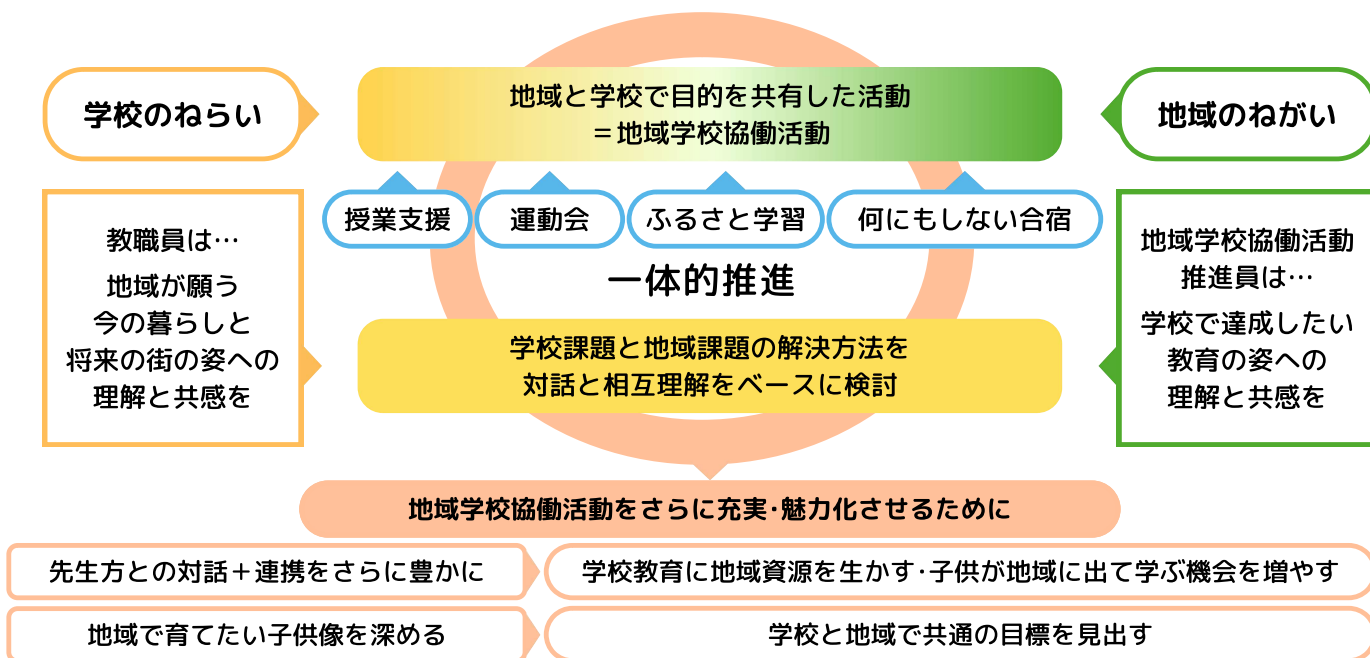 学校のねらい
地域と学校で目的を共有した活動
＝地域学校協働活動
地域のねがい
授業支援
運動会
ふるさと学習
何にもしない合宿
教職員は…
地域が願う
今の暮らしと
将来の街の姿への
理解と共感を
一体的推進
地域学校協働活動
推進員は…
学校で達成したい
教育の姿への
理解と共感を
学校課題と地域課題の解決方法を
対話と相互理解をベースに検討
地域学校協働活動をさらに充実・魅力化させるために
先生方との対話＋連携をさらに豊かに
学校教育に地域資源を生かす・子供が地域に出て学ぶ機会を増やす
地域で育てたい子供像を深める
学校と地域で共通の目標を見出す